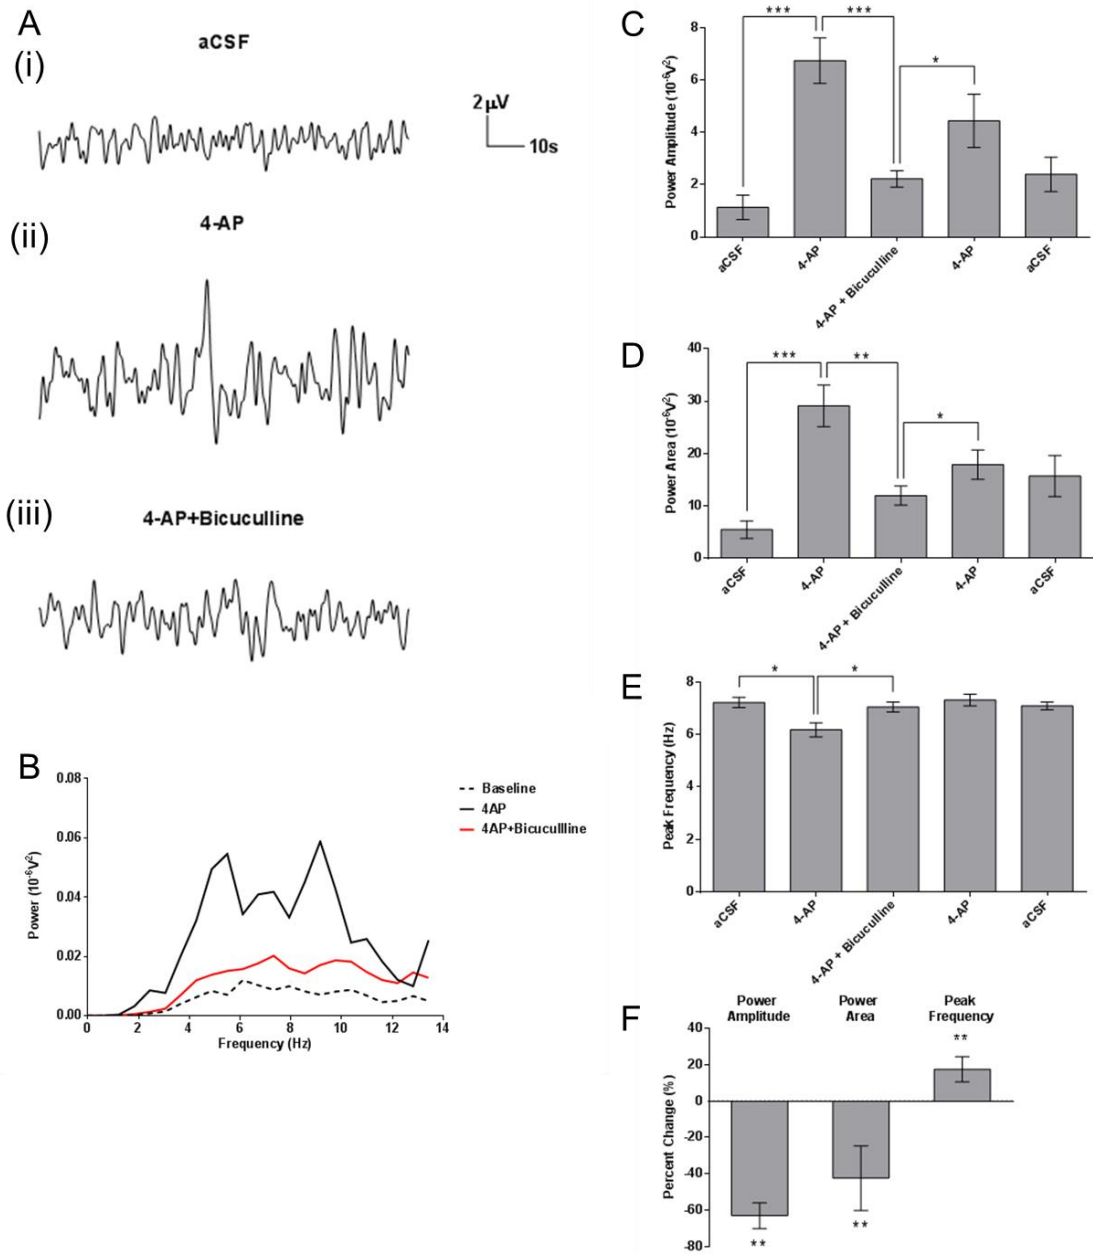 A
(i)
aCSF
2 µV
10s
(ii)
4-AP
(iii)
4-AP+Bicuculline
B
0.08
0.06
0.04
0.02
0.00
Power (10⁻⁶V²)
0 2 4 6 8 10 12 14
Frequency (Hz)
Baseline
4AP
4AP+Bicucullline
C
*** ***
*
8
6
4
2
0
Power Amplitude (10⁻⁶V²)
aCSF
4-AP
4-AP + Bicuculline
4-AP
aCSF
D
*** **
*
40
30
20
10
0
Power Area (10⁻⁶V²)
aCSF
4-AP
4-AP + Bicuculline
4-AP
aCSF
E
* *
8
6
4
2
0
Peak Frequency (Hz)
aCSF
4-AP
4-AP + Bicuculline
4-AP
aCSF
F
Power Amplitude
Power Area
Peak Frequency
**
40
20
0
-20
-40
-60
-80
Percent Change (%)
**
**